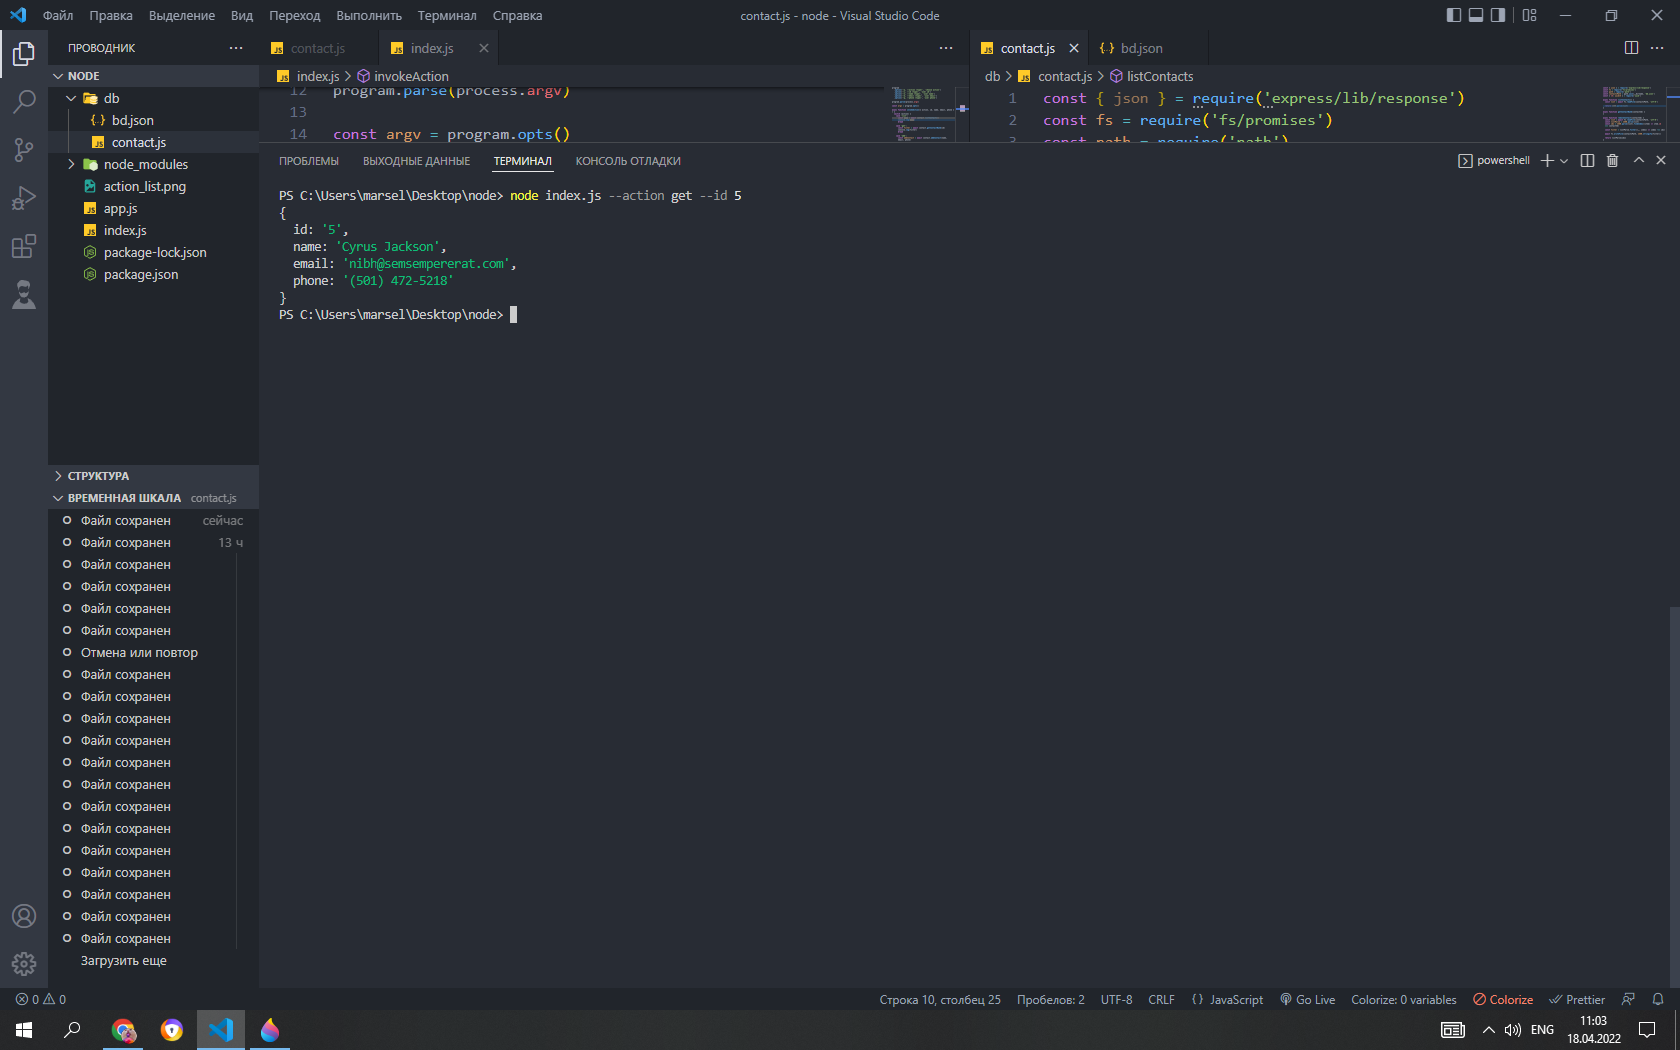 Файл Правка Выделение Вид Переход Выполнить Терминал Справка
contact.js - node - Visual Studio Code
ПРОВОДНИК
NODE
db
bd.json
contact.js
node_modules
action_list.png
app.js
index.js
package-lock.json
package.json
СТРУКТУРА
ВРЕМЕННАЯ ШКАЛА contact.js
Файл сохранен сейчас
Файл сохранен 13 ч
Файл сохранен
Файл сохранен
Файл сохранен
Файл сохранен
Отмена или повтор
Файл сохранен
Файл сохранен
Файл сохранен
Файл сохранен
Файл сохранен
Файл сохранен
Файл сохранен
Файл сохранен
Файл сохранен
Файл сохранен
Файл сохранен
Файл сохранен
Файл сохранен
Загрузить еще
contact.js index.js
index.js > invokeAction
12 program.parse(process.argv)
13
14 const argv = program.opts()
contact.js bd.json
db > contact.js > listContacts
1 const { json } = require('express/lib/response')
2 const fs = require('fs/promises')
3 const path = require('path')
ПРОБЛЕМЫ ВЫХОДНЫЕ ДАННЫЕ ТЕРМИНАЛ КОНСОЛЬ ОТЛАДКИ
powershell
PS C:\Users\marsel\Desktop\node> node index.js --action get --id 5
{
id: '5',
name: 'Cyrus Jackson',
email: 'nibh@semsempererat.com',
phone: '(501) 472-5218'
}
PS C:\Users\marsel\Desktop\node>
0 0
Строка 10, столбец 25 Пробелов: 2 UTF-8 CRLF {} JavaScript Go Live Colorize: 0 variables Colorize Prettier
ENG
11:03
18.04.2022